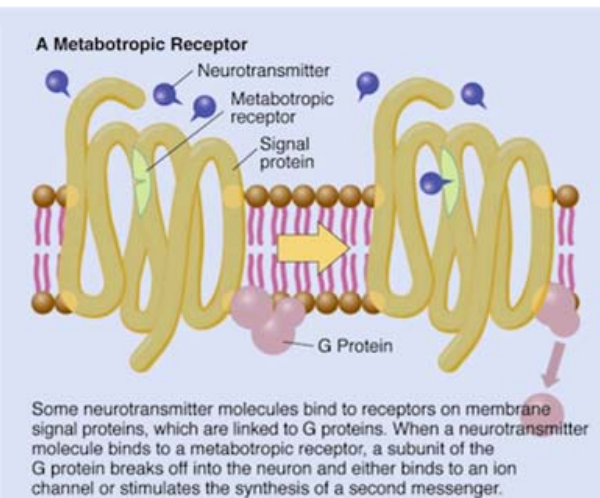 A Metabotropic Receptor
Neurotransmitter
Metabotropic
receptor
Signal
protein
G Protein
Some neurotransmitter molecules bind to receptors on membrane
signal proteins, which are linked to G proteins. When a neurotransmitter
molecule binds to a metabotropic receptor, a subunit of the
G protein breaks off into the neuron and either binds to an ion
channel or stimulates the synthesis of a second messenger.